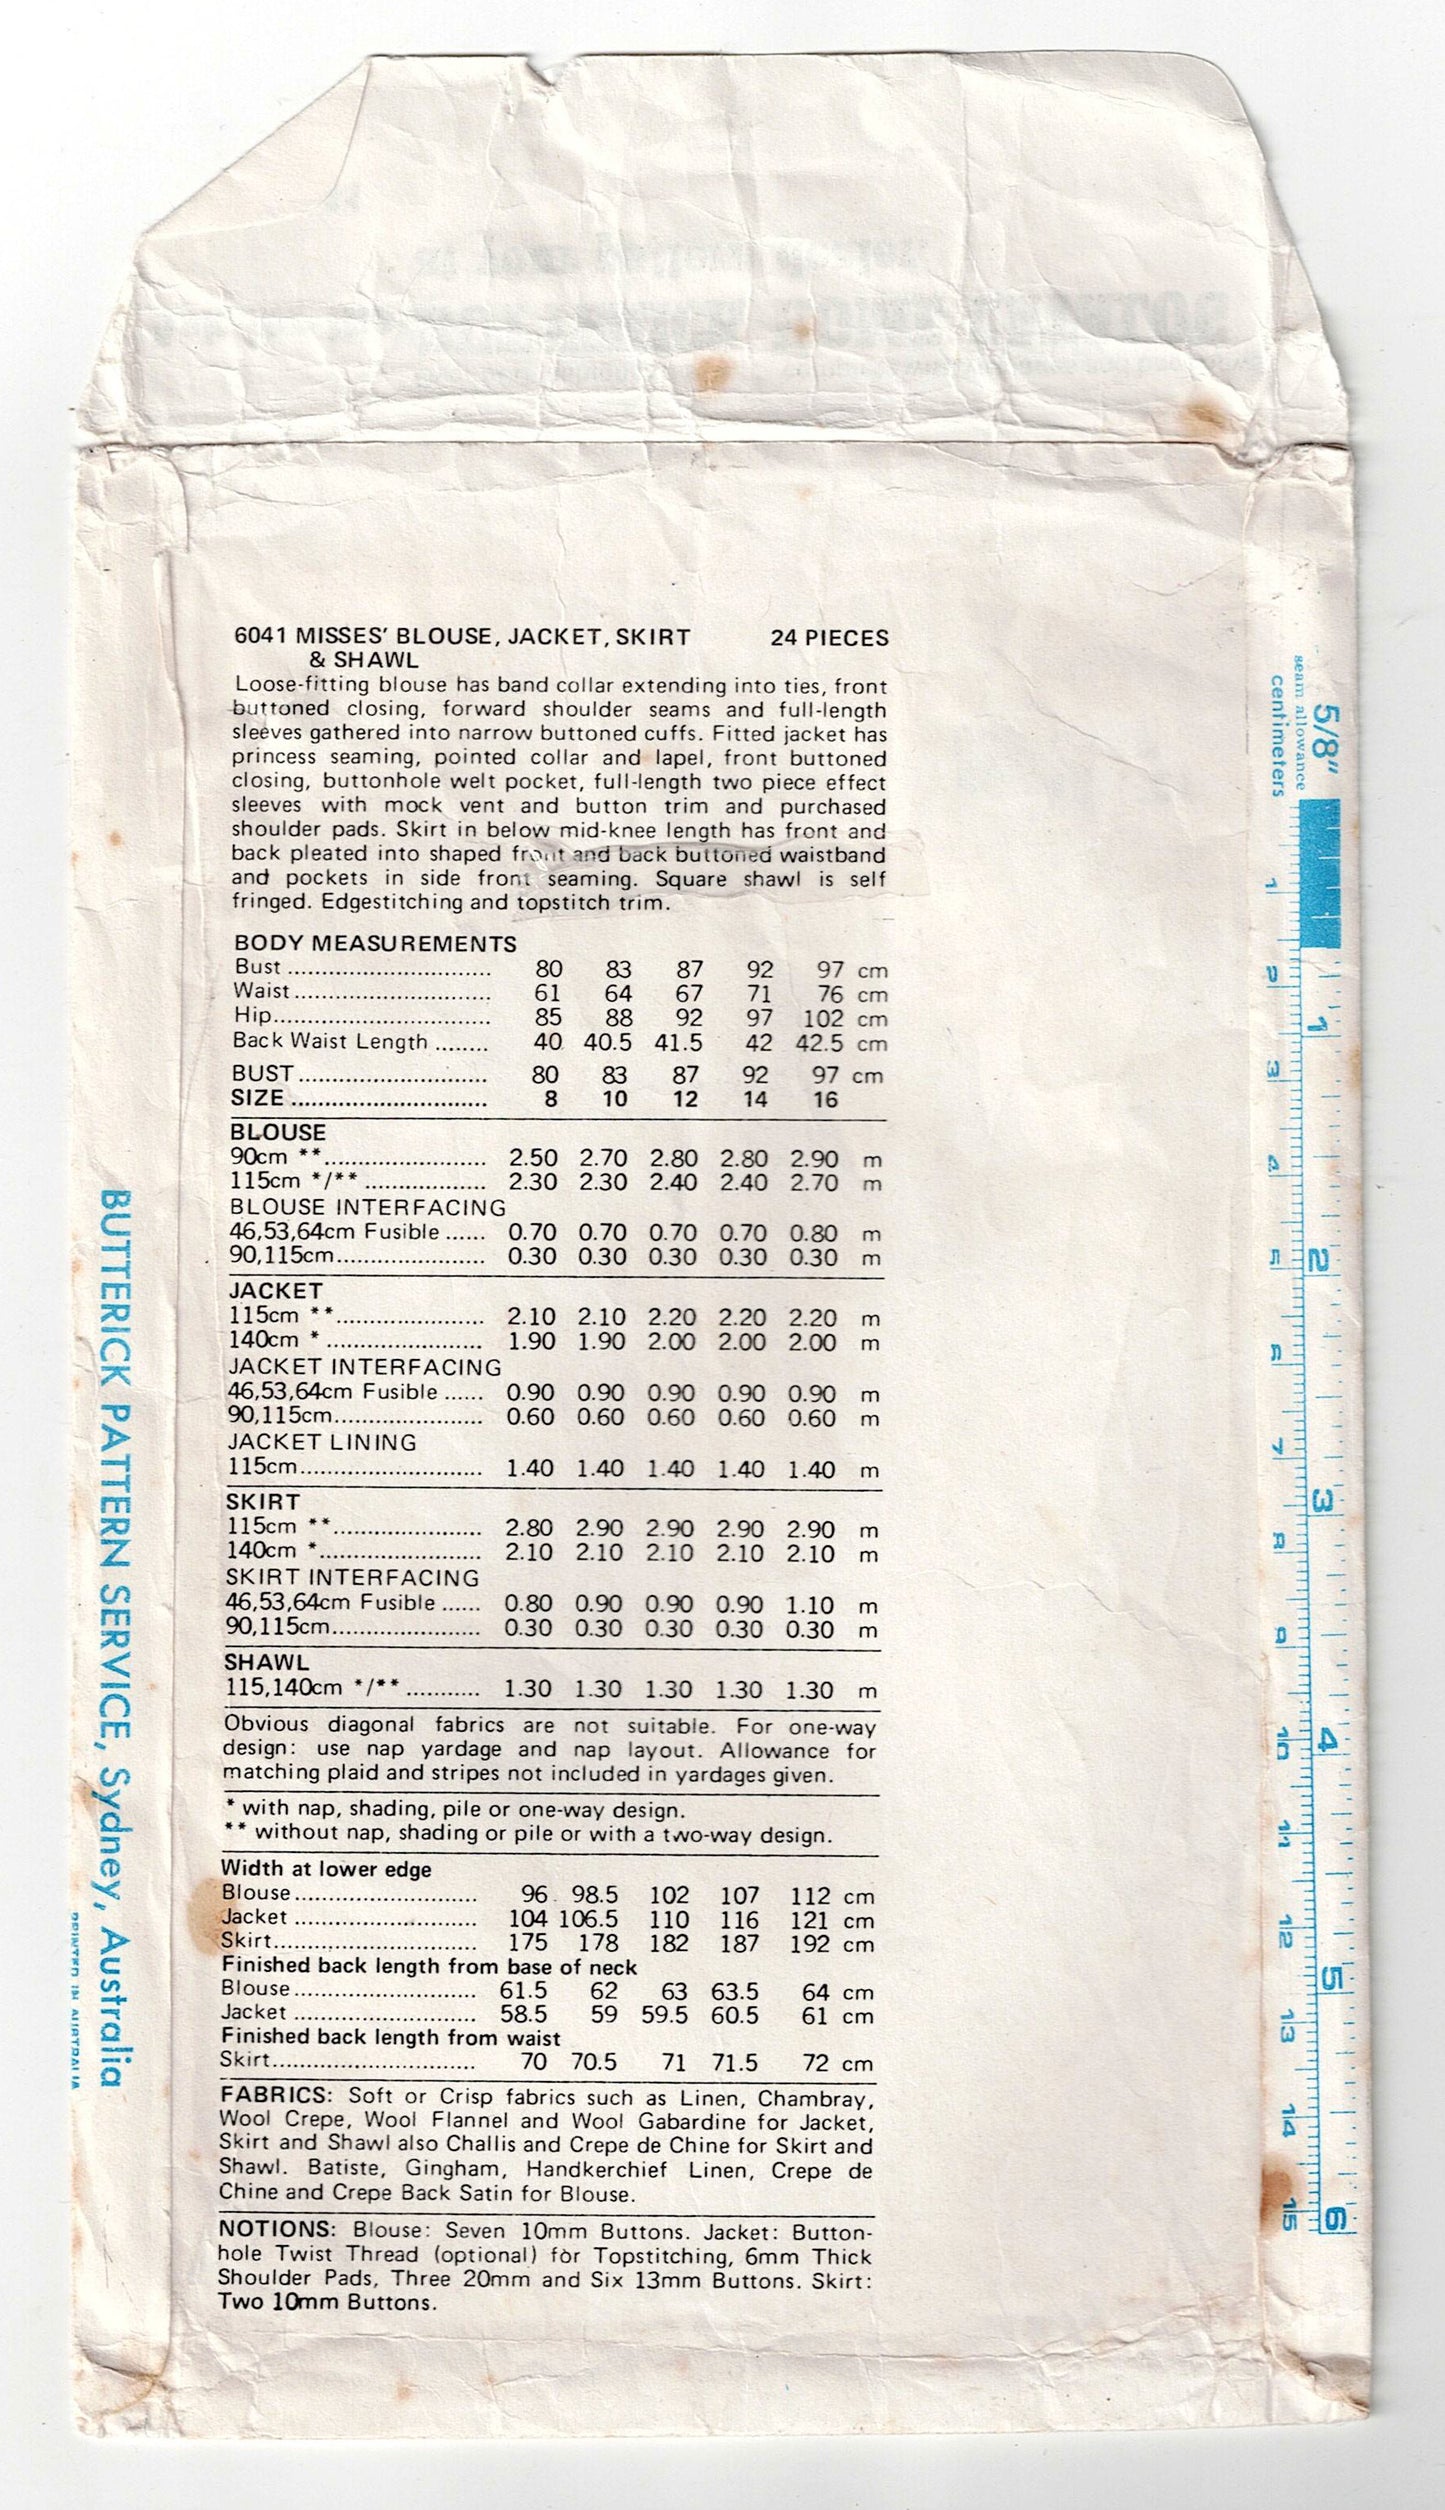 6041 MISSES' BLOUSE, JACKET, SKIRT 24 PIECES
& SHAWL
Loose-fitting blouse has band collar extending into ties, front
buttoned closing, forward shoulder seams and full-length
sleeves gathered into narrow buttoned cuffs. Fitted jacket has
princess seaming, pointed collar and lapel, front buttoned
closing, buttonhole welt pocket, full-length two piece effect
sleeves with mock vent and button trim and purchased
shoulder pads. Skirt in below mid-knee length has front and
back pleated into shaped front and back buttoned waistband
and pockets in side front seaming. Square shawl is self
fringed. Edgestitching and topstitch trim.
BODY MEASUREMENTS
Bust ............................. 80 83 87 92 97 cm
Waist ............................. 61 64 67 71 76 cm
Hip................................ 85 88 92 97 102 cm
Back Waist Length ........ 40 40.5 41.5 42 42.5 cm
BUST ............................ 80 83 87 92 97 cm
SIZE ............................. 8 10 12 14 16
BLOUSE
90cm **........................ 2.50 2.70 2.80 2.80 2.90 m
115cm */** .................. 2.30 2.30 2.40 2.40 2.70 m
BLOUSE INTERFACING
46,53,64cm Fusible ...... 0.70 0.70 0.70 0.70 0.80 m
90,115cm...................... 0.30 0.30 0.30 0.30 0.30 m
JACKET
115cm **...................... 2.10 2.10 2.20 2.20 2.20 m
140cm * ....................... 1.90 1.90 2.00 2.00 2.00 m
JACKET INTERFACING
46,53,64cm Fusible ...... 0.90 0.90 0.90 0.90 0.90 m
90,115cm...................... 0.60 0.60 0.60 0.60 0.60 m
JACKET LINING
115cm........................... 1.40 1.40 1.40 1.40 1.40 m
SKIRT
115cm **...................... 2.80 2.90 2.90 2.90 2.90 m
140cm *........................ 2.10 2.10 2.10 2.10 2.10 m
SKIRT INTERFACING
46,53,64cm Fusible ...... 0.80 0.90 0.90 0.90 1.10 m
90,115cm...................... 0.30 0.30 0.30 0.30 0.30 m
SHAWL
115,140cm */** ........... 1.30 1.30 1.30 1.30 1.30 m
Obvious diagonal fabrics are not suitable. For one-way
design: use nap yardage and nap layout. Allowance for
matching plaid and stripes not included in yardages given.
* with nap, shading, pile or one-way design.
** without nap, shading or pile or with a two-way design.
Width at lower edge
Blouse........................... 96 98.5 102 107 112 cm
Jacket ........................... 104 106.5 110 116 121 cm
Skirt.............................. 175 178 182 187 192 cm
Finished back length from base of neck
Blouse........................... 61.5 62 63 63.5 64 cm
Jacket ........................... 58.5 59 59.5 60.5 61 cm
Finished back length from waist
Skirt.............................. 70 70.5 71 71.5 72 cm
FABRICS: Soft or Crisp fabrics such as Linen, Chambray,
Wool Crepe, Wool Flannel and Wool Gabardine for Jacket,
Skirt and Shawl also Challis and Crepe de Chine for Skirt and
Shawl. Batiste, Gingham, Handkerchief Linen, Crepe de
Chine and Crepe Back Satin for Blouse.
NOTIONS: Blouse: Seven 10mm Buttons. Jacket: Button-
hole Twist Thread (optional) for Topstitching, 6mm Thick
Shoulder Pads, Three 20mm and Six 13mm Buttons. Skirt:
Two 10mm Buttons.
BUTTERICK PATTERN SERVICE, Sydney, Australia
PRINTED IN AUSTRALIA
5/8"
seam allowance
centimeters
1 2 3 4 5 6 7 8 9 10 11 12 13 14 15
1 2 3 4 5 6